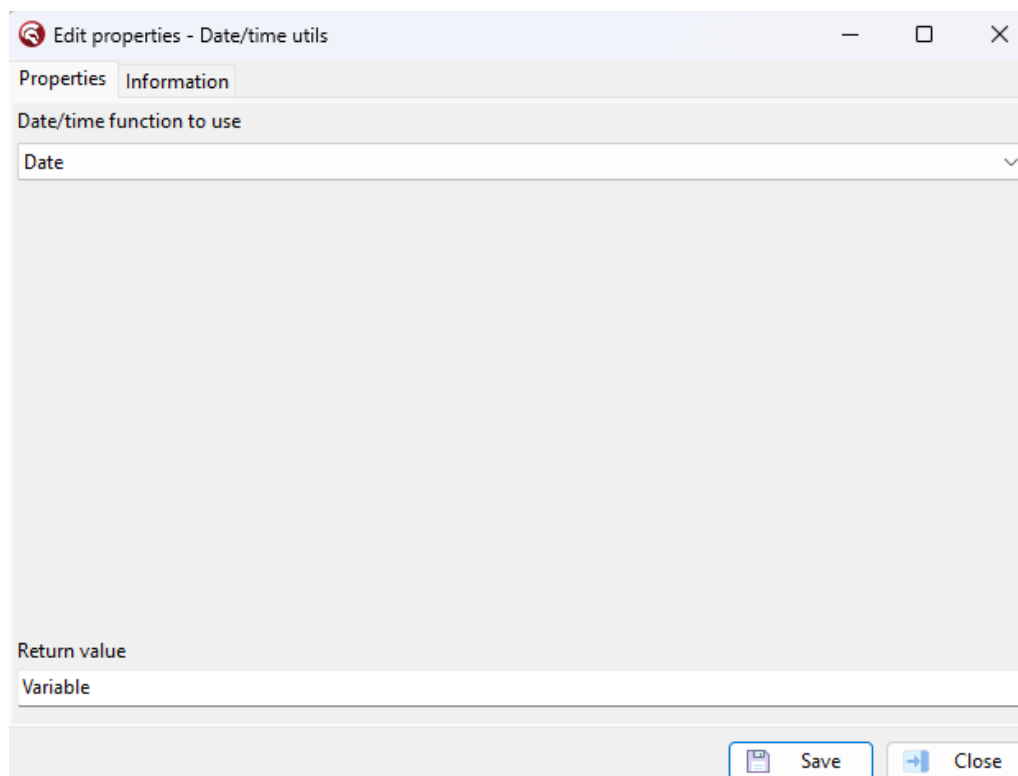 Edit properties - Date/time utils
Properties Information
Date/time function to use
Date
Return value
Variable
Save Close